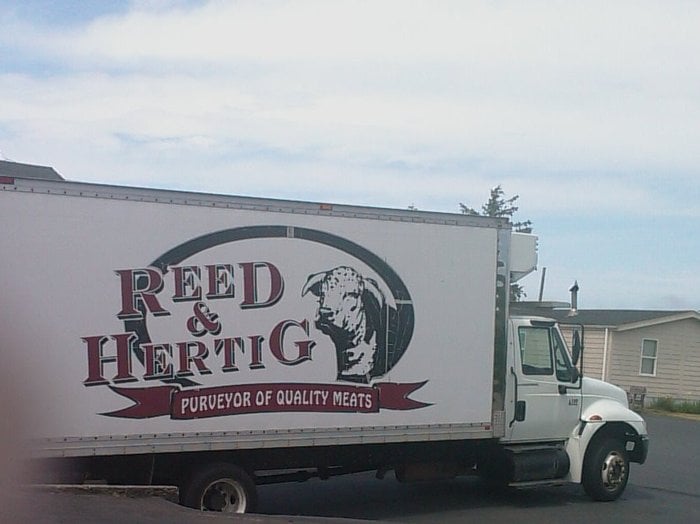 REED
&
HERTIG
PURVEYOR OF QUALITY MEATS